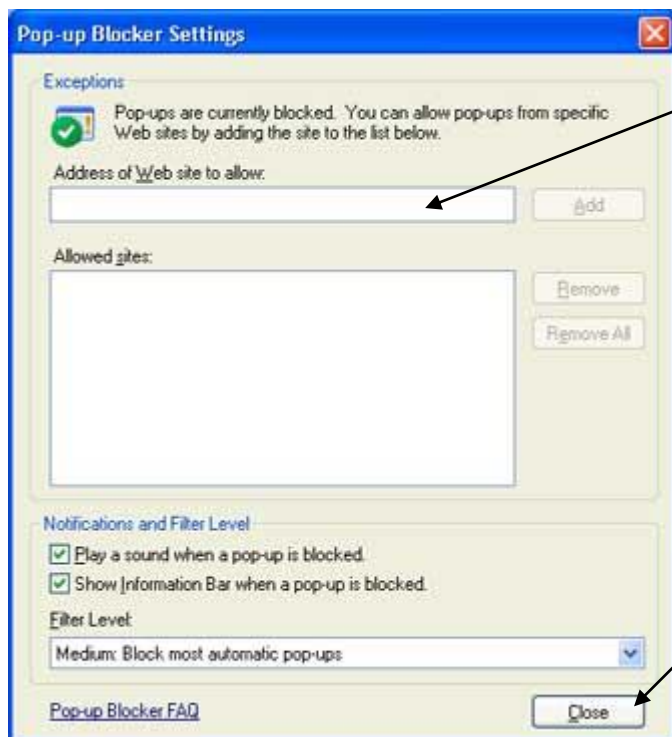 Pop-up Blocker Settings
Exceptions
Pop-ups are currently blocked. You can allow pop-ups from specific
Web sites by adding the site to the list below.
Address of Web site to allow:
Add
Allowed sites:
Remove
Remove All
Notifications and Filter Level
Play a sound when a pop-up is blocked.
Show Information Bar when a pop-up is blocked.
Filter Level:
Medium: Block most automatic pop-ups
Pop-up Blocker FAQ
Close